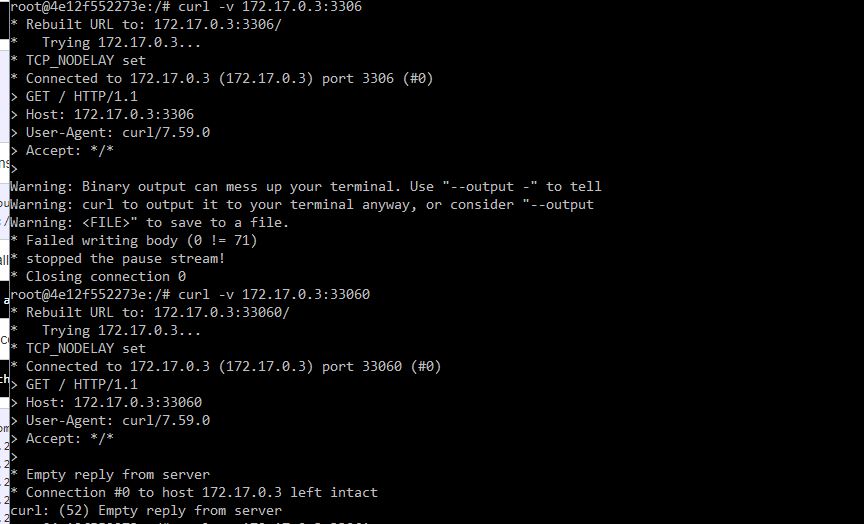 root@4e12f552273e:/# curl -v 172.17.0.3:3306
* Rebuilt URL to: 172.17.0.3:3306/
*   Trying 172.17.0.3...
* TCP_NODELAY set
* Connected to 172.17.0.3 (172.17.0.3) port 3306 (#0)
> GET / HTTP/1.1
> Host: 172.17.0.3:3306
> User-Agent: curl/7.59.0
> Accept: */*
>
Warning: Binary output can mess up your terminal. Use "--output -" to tell
Warning: curl to output it to your terminal anyway, or consider "--output
Warning: <FILE>" to save to a file.
* Failed writing body (0 != 71)
* stopped the pause stream!
* Closing connection 0
root@4e12f552273e:/# curl -v 172.17.0.3:33060
* Rebuilt URL to: 172.17.0.3:33060/
*   Trying 172.17.0.3...
* TCP_NODELAY set
* Connected to 172.17.0.3 (172.17.0.3) port 33060 (#0)
> GET / HTTP/1.1
> Host: 172.17.0.3:33060
> User-Agent: curl/7.59.0
> Accept: */*
>
* Empty reply from server
* Connection #0 to host 172.17.0.3 left intact
curl: (52) Empty reply from server